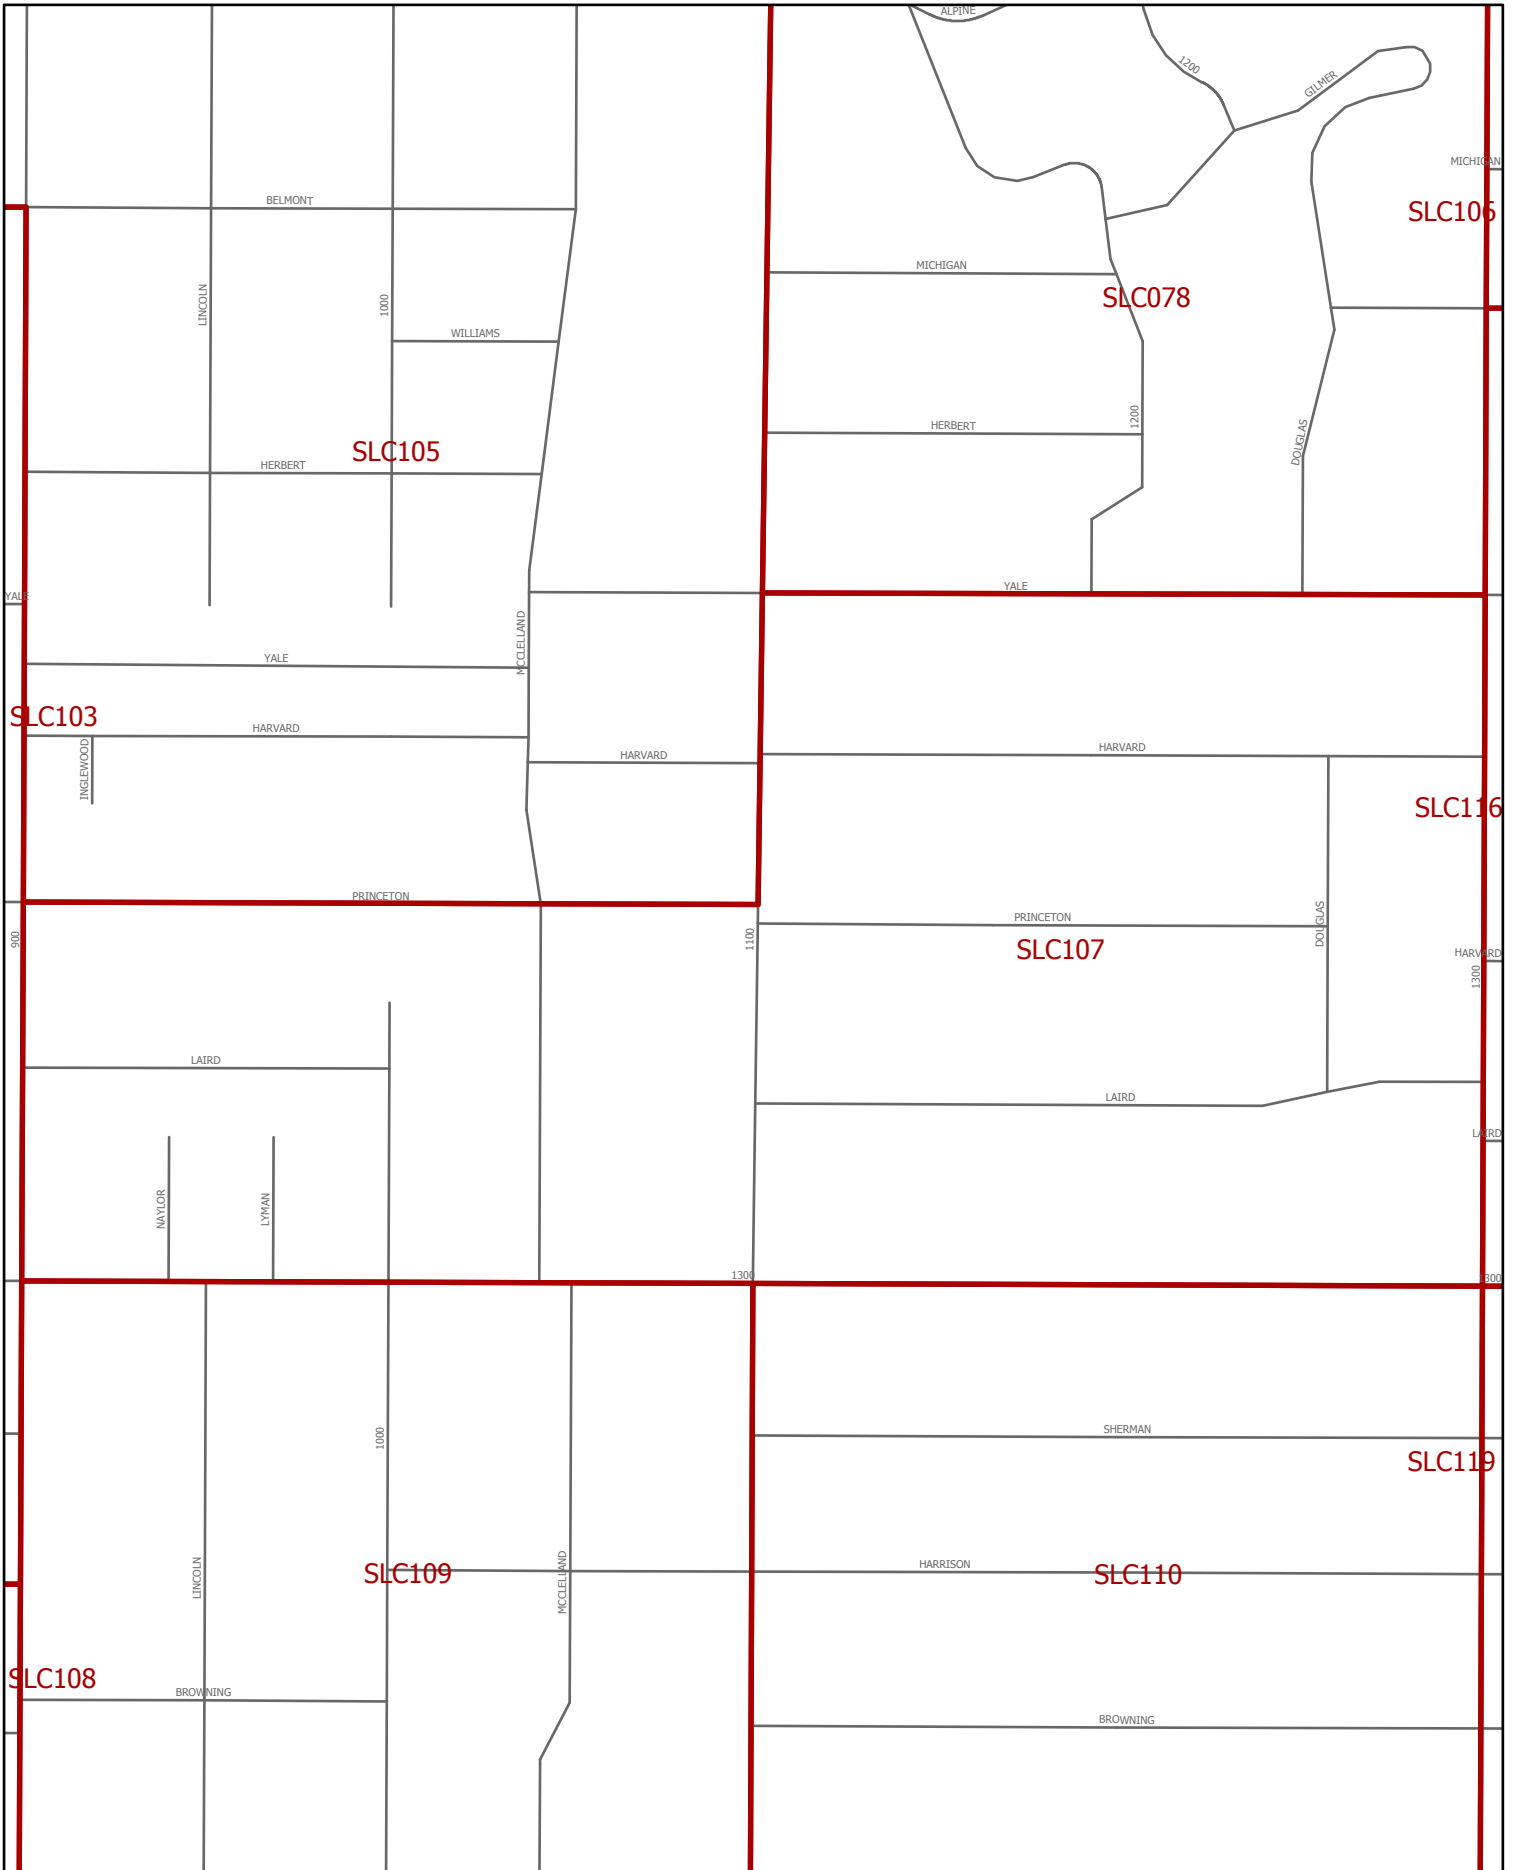 ALPINE
1200
GILMER
MICHIGAN
BELMONT
SLC106
MICHIGAN
LINCOLN
1000
SLC078
WILLIAMS
1200
HERBERT
DOUGLAS
SLC105
HERBERT
YALE
YALE
MCCLELLAND
YALE
SLC103
HARVARD
HARVARD
HARVARD
INGLEWOOD
SLC116
PRINCETON
PRINCETON
DOUGLAS
900
1100
SLC107
HARVARD
1300
LAIRD
LAIRD
LAIRD
NAYLOR
LYMAN
1300
1300
SHERMAN
1000
SLC119
HARRISON
SLC109
SLC110
LINCOLN
MCCLELLAND
SLC108
BROWNING
BROWNING